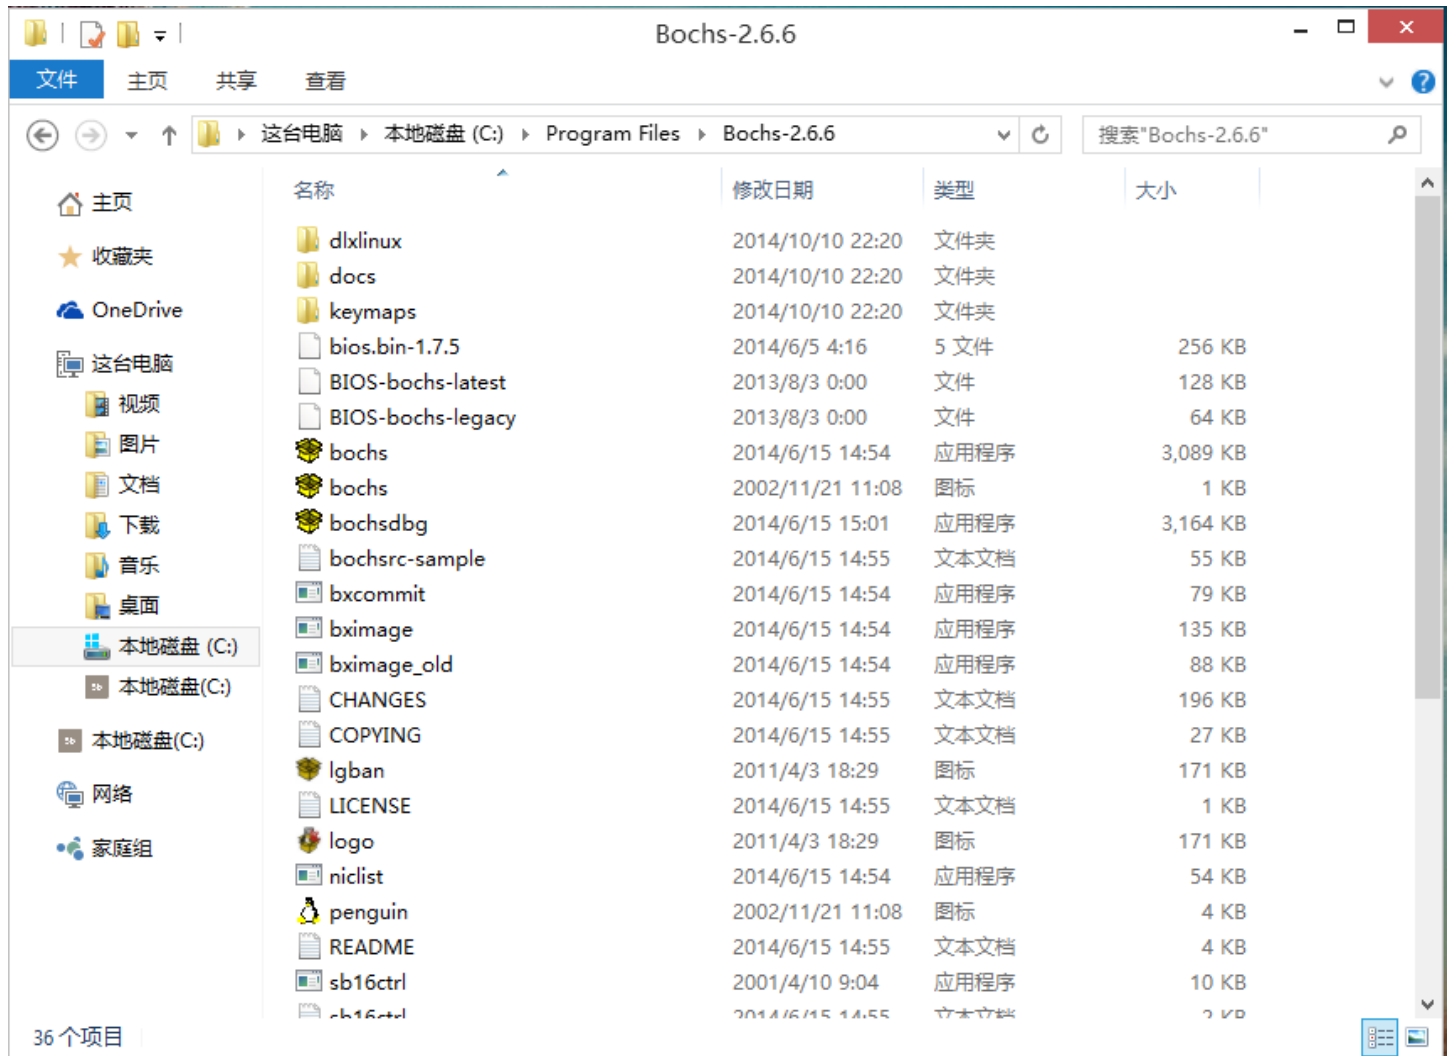 Bochs-2.6.6
文件 主页 共享 查看
这台电脑 本地磁盘 (C:) Program Files Bochs-2.6.6 搜索"Bochs-2.6.6"
名称 修改日期 类型 大小
主页
收藏夹
OneDrive
这台电脑
视频
图片
文档
下载
音乐
桌面
本地磁盘 (C:)
本地磁盘(C:)
本地磁盘(C:)
网络
家庭组
dlxlinux 2014/10/10 22:20 文件夹
docs 2014/10/10 22:20 文件夹
keymaps 2014/10/10 22:20 文件夹
bios.bin-1.7.5 2014/6/5 4:16 5 文件 256 KB
BIOS-bochs-latest 2013/8/3 0:00 文件 128 KB
BIOS-bochs-legacy 2013/8/3 0:00 文件 64 KB
bochs 2014/6/15 14:54 应用程序 3,089 KB
bochs 2002/11/21 11:08 图标 1 KB
bochsdbg 2014/6/15 15:01 应用程序 3,164 KB
bochsrc-sample 2014/6/15 14:55 文本文档 55 KB
bxcommit 2014/6/15 14:54 应用程序 79 KB
bximage 2014/6/15 14:54 应用程序 135 KB
bximage_old 2014/6/15 14:54 应用程序 88 KB
CHANGES 2014/6/15 14:55 文本文档 196 KB
COPYING 2014/6/15 14:55 文本文档 27 KB
lgban 2011/4/3 18:29 图标 171 KB
LICENSE 2014/6/15 14:55 文本文档 1 KB
logo 2011/4/3 18:29 图标 171 KB
niclist 2014/6/15 14:54 应用程序 54 KB
penguin 2002/11/21 11:08 图标 4 KB
README 2014/6/15 14:55 文本文档 4 KB
sb16ctrl 2001/4/10 9:04 应用程序 10 KB
sb16ctrl 2014/6/15 14:55 文本文档 2 KB
36 个项目